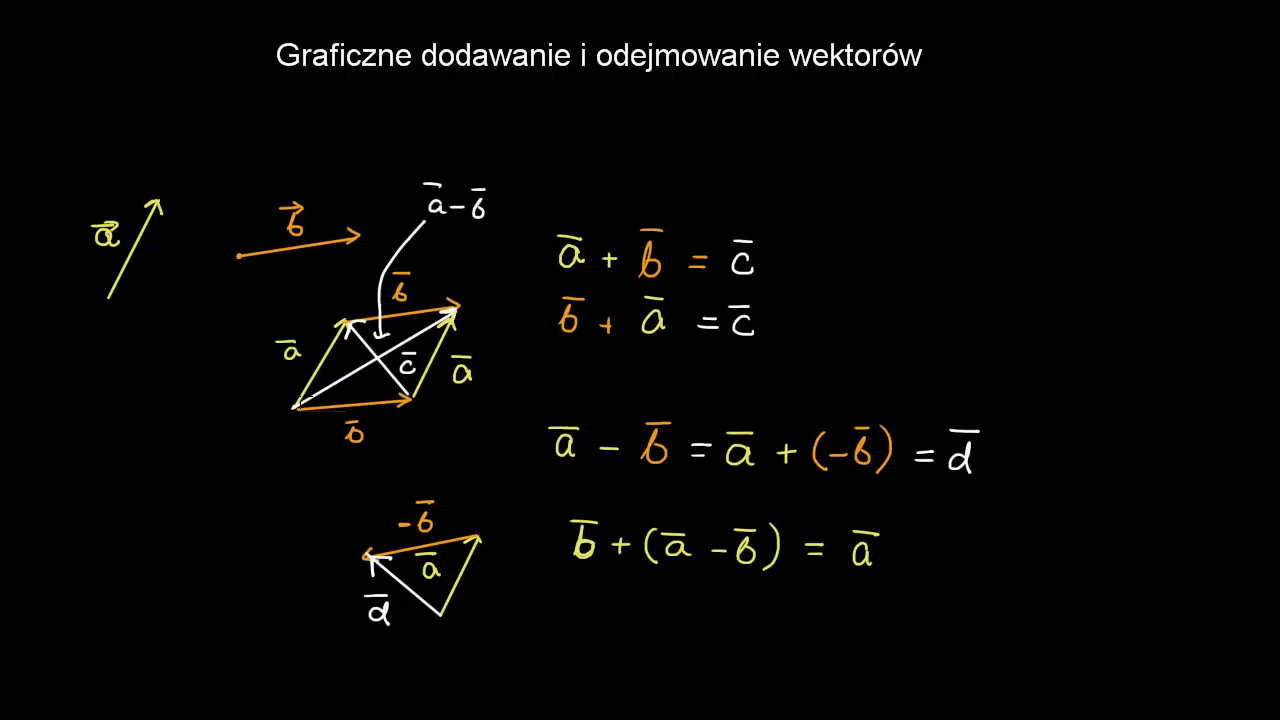 Graficzne dodawanie i odejmowanie wektorów
a̅ - b̅
a⃗
b⃗
b̅
a̅
c̅
a̅
b̅
a̅ + b̅ = c̅
b̅ + a̅ = c̅
a̅ - b̅ = a̅ + (-b̅) = d̅
-b̅
a̅
d̅
b̅ + (a̅ - b̅) = a̅